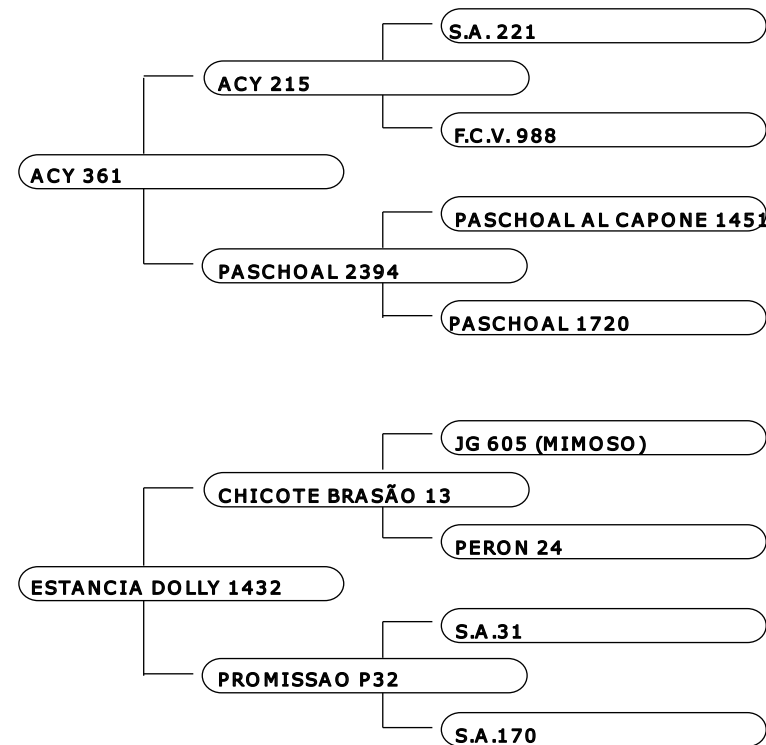 S.A. 221
ACY 215
F.C.V. 988
ACY 361
PASCHOAL AL CAPONE 1451
PASCHOAL 2394
PASCHOAL 1720
JG 605 (MIMOSO)
CHICOTE BRASÃO 13
PERON 24
ESTANCIA DOLLY 1432
S.A.31
PROMISSAO P32
S.A.170